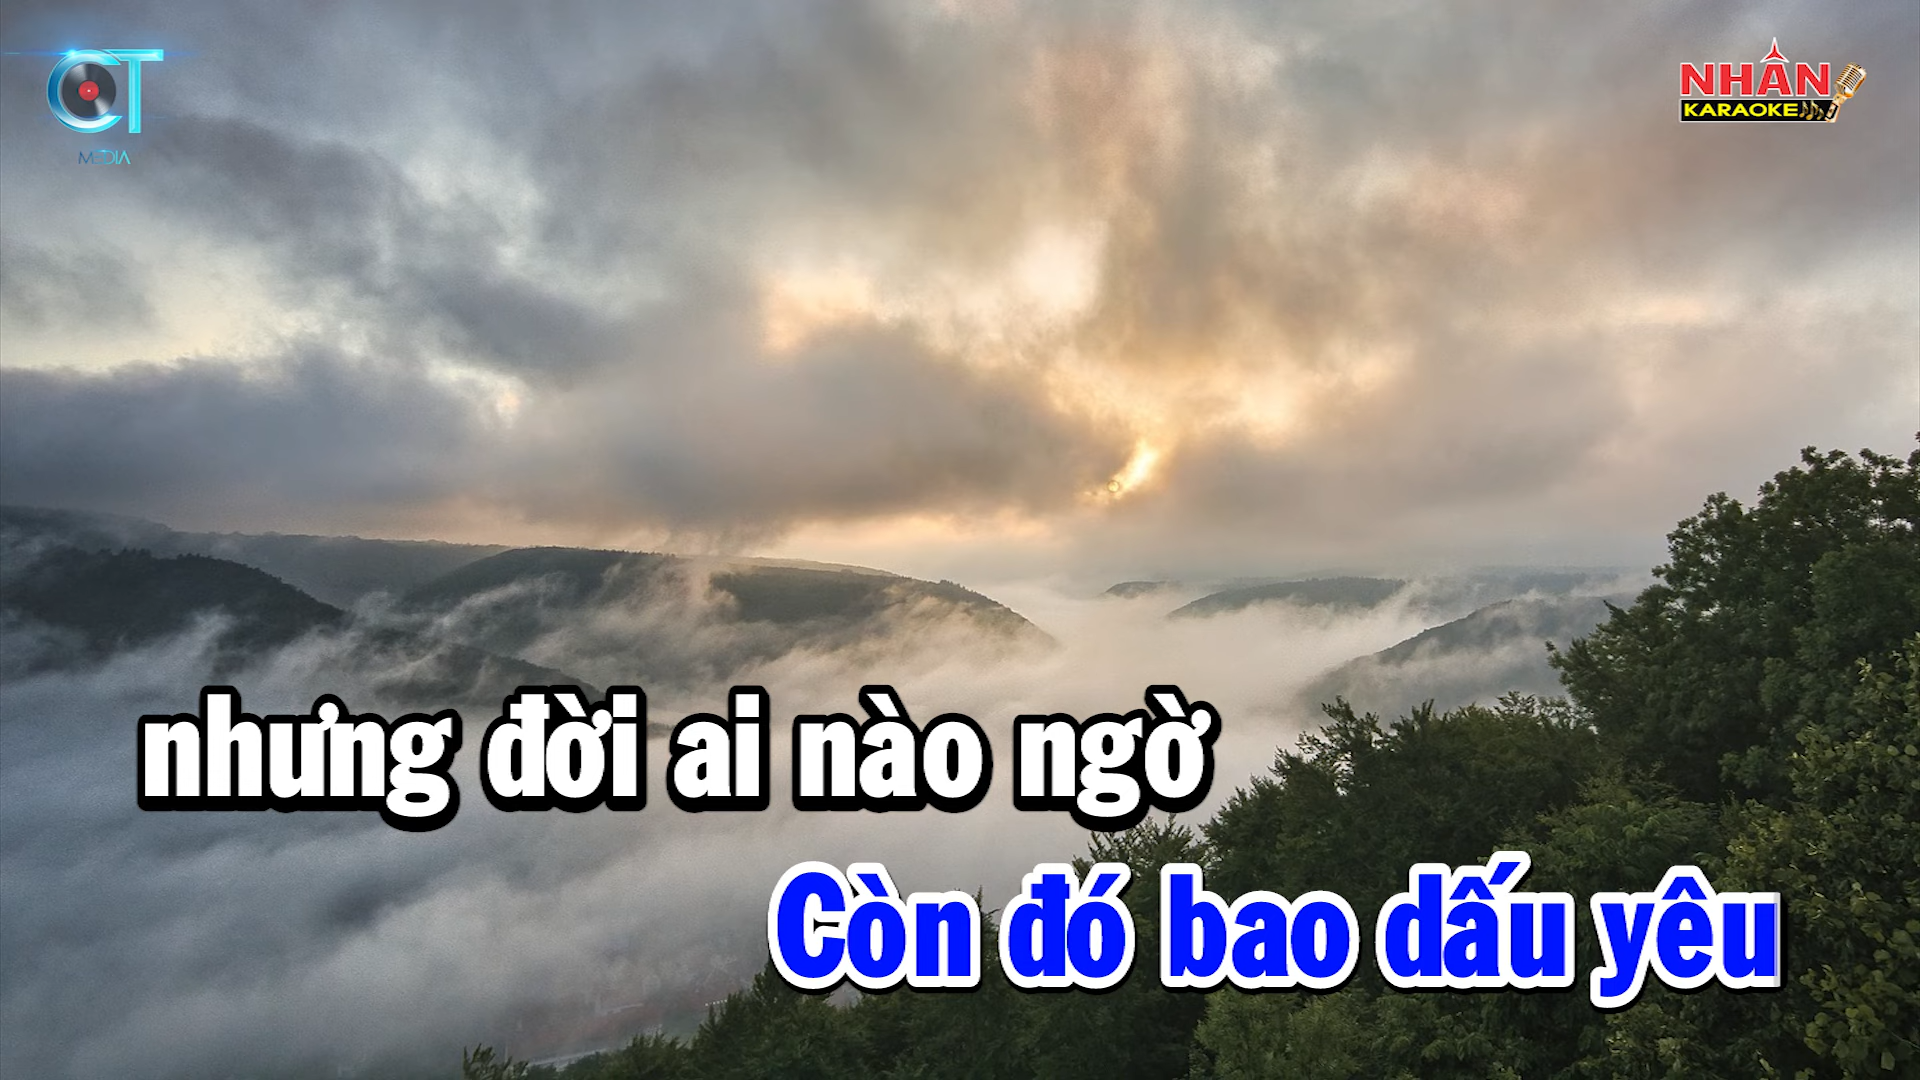 CT
MEDIA
NHÂN
KARAOKE
nhưng đời ai nào ngờ
Còn đó bao dấu yêu